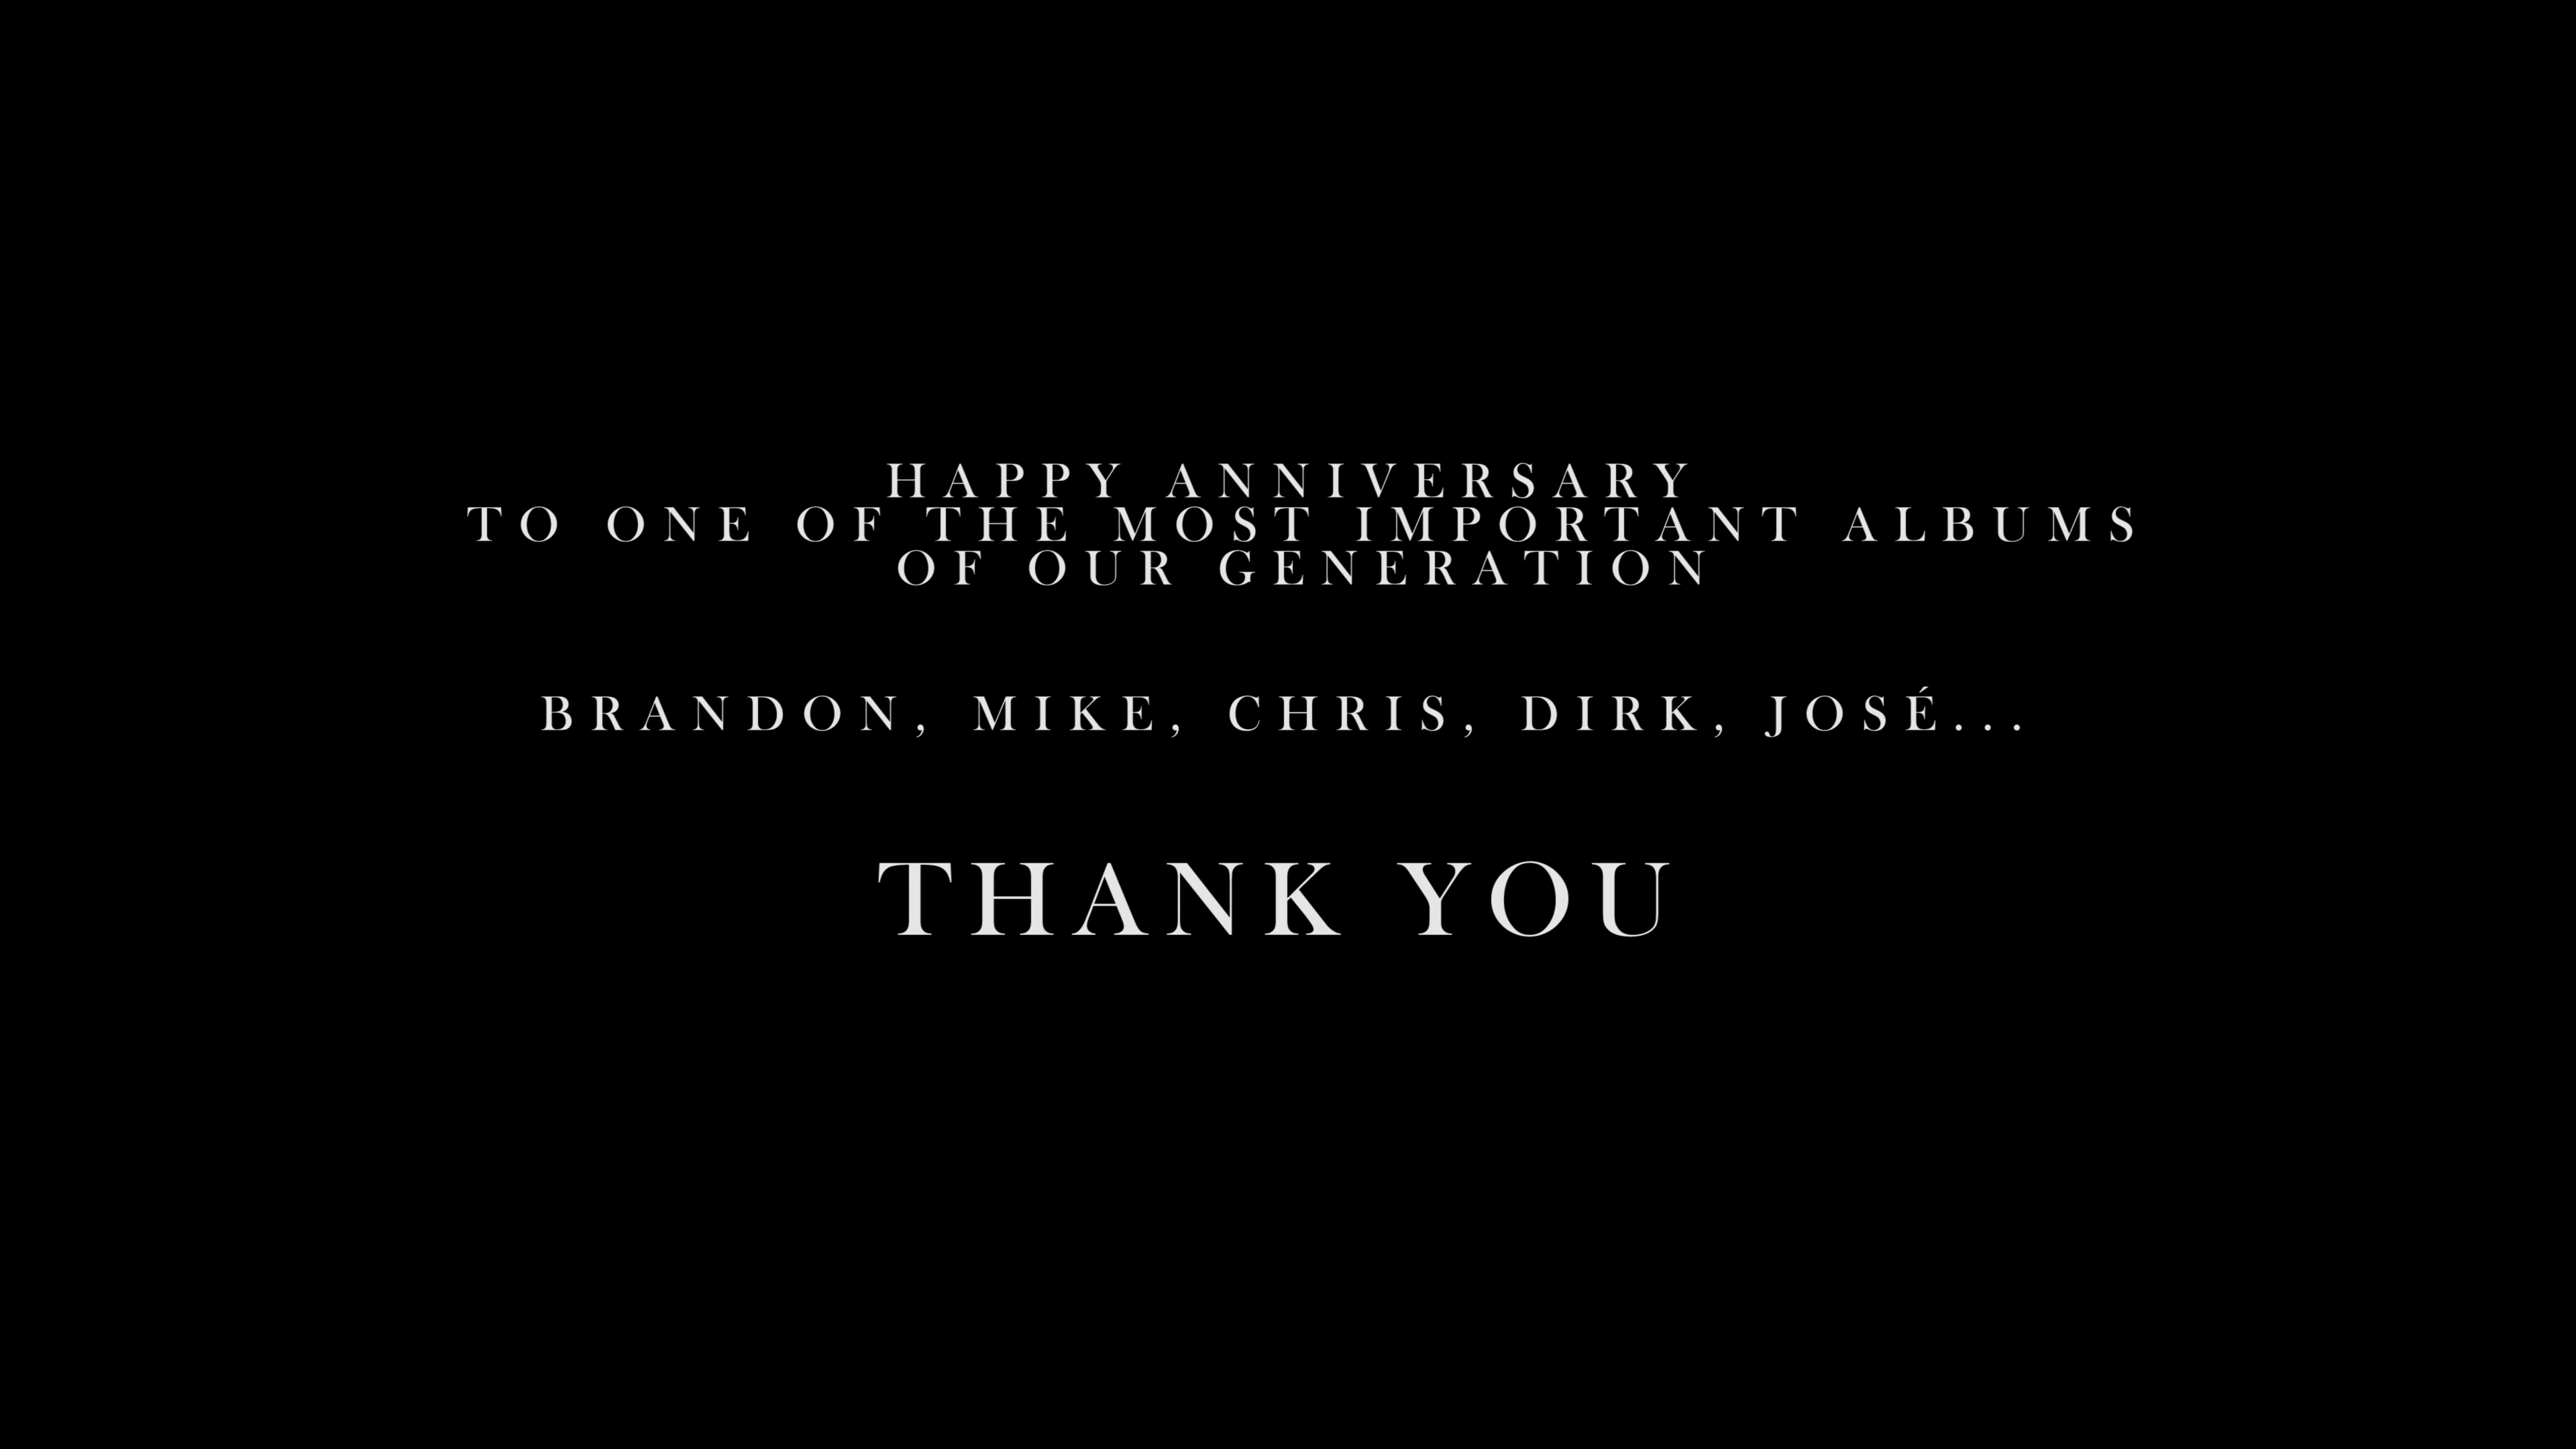 HAPPY ANNIVERSARY
TO ONE OF THE MOST IMPORTANT ALBUMS
OF OUR GENERATION
BRANDON, MIKE, CHRIS, DIRK, JOSÉ...
THANK YOU